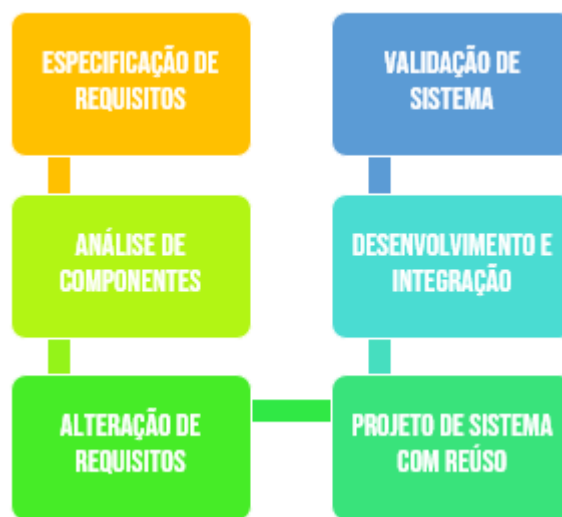 ESPECIFICAÇÃO DE
REQUISITOS
ANÁLISE DE
COMPONENTES
ALTERAÇÃO DE
REQUISITOS
PROJETO DE SISTEMA
COM REÚSO
DESENVOLVIMENTO E
INTEGRAÇÃO
VALIDAÇÃO DE
SISTEMA